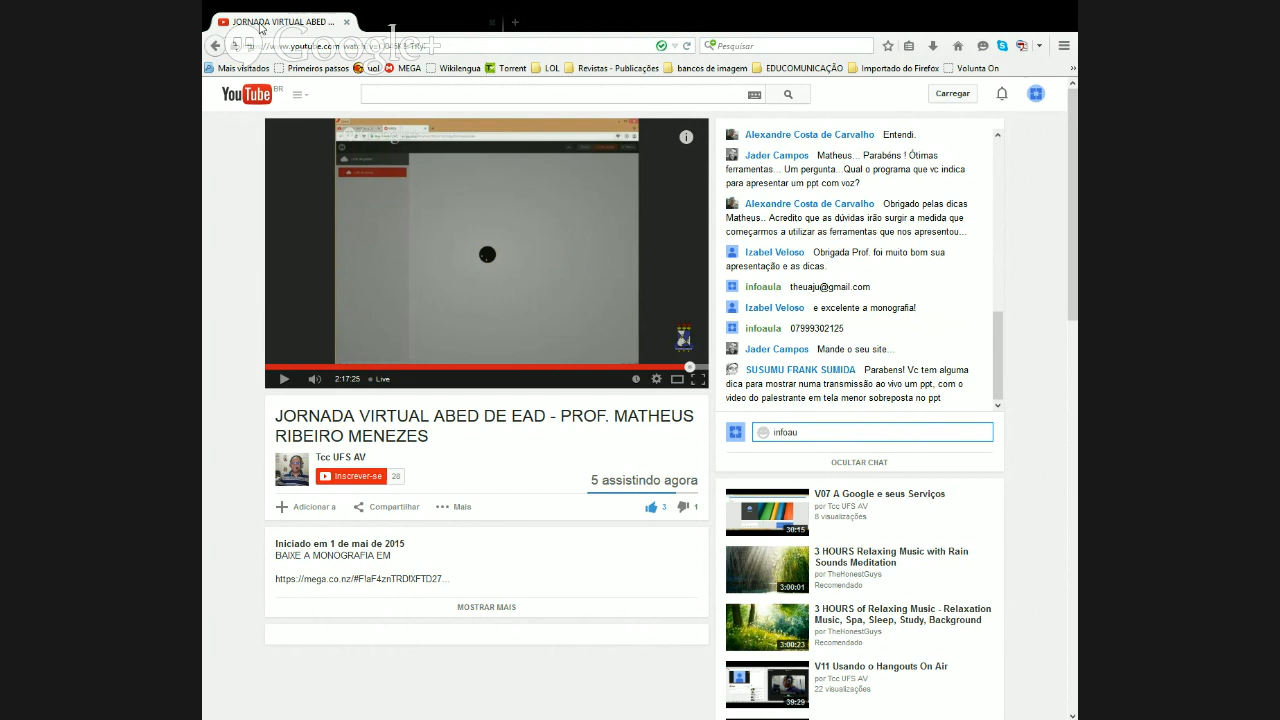 JORNADA VIRTUAL ABED ...
Google+
www.youtube.com
Pesquisar
Mais visitados
Primeiros passos
uol
MEGA
Wikilengua
Torrent
LOL
Revistas - Publicações
bancos de imagem
EDUCOMUNICAÇÃO
Importado do Firefox
Volunta On
YouTube BR
Carregar
2:17:25
Live
JORNADA VIRTUAL ABED DE EAD - PROF. MATHEUS
RIBEIRO MENEZES
Tcc UFS AV
Inscrever-se 28
5 assistindo agora
Adicionar a
Compartilhar
Mais
3
1
Iniciado em 1 de mai de 2015
BAIXE A MONOGRAFIA EM
MOSTRAR MAIS
Alexandre Costa de Carvalho Entendi.
Jader Campos Matheus... Parabéns ! Ótimas
ferramentas... Um pergunta...Qual o programa que vc indica
para apresentar um ppt com voz?
Alexandre Costa de Carvalho Obrigado pelas dicas
Matheus.. Acredito que as dúvidas irão surgir a medida que
começarmos a utilizar as ferramentas que nos apresentou...
Izabel Veloso Obrigada Prof. foi muito bom sua
apresentação e as dicas.
infoaula theuaju@gmail.com
Izabel Veloso e excelente a monografia!
infoaula 07999302125
Jader Campos Mande o seu site...
SUSUMU FRANK SUMIDA Parabens! Vc tem alguma
dica para mostrar numa transmissão ao vivo um ppt, com o
video do palestrante em tela menor sobreposta no ppt
infoau
OCULTAR CHAT
V07 A Google e seus Serviços
por Tcc UFS AV
8 visualizações
30:15
3 HOURS Relaxing Music with Rain
Sounds Meditation
por TheHonestGuys
Recomendado
3:00:01
3 HOURS of Relaxing Music - Relaxation
Music, Spa, Sleep, Study, Background
por TheHonestGuys
Recomendado
3:00:23
V11 Usando o Hangouts On Air
por Tcc UFS AV
22 visualizações
39:29